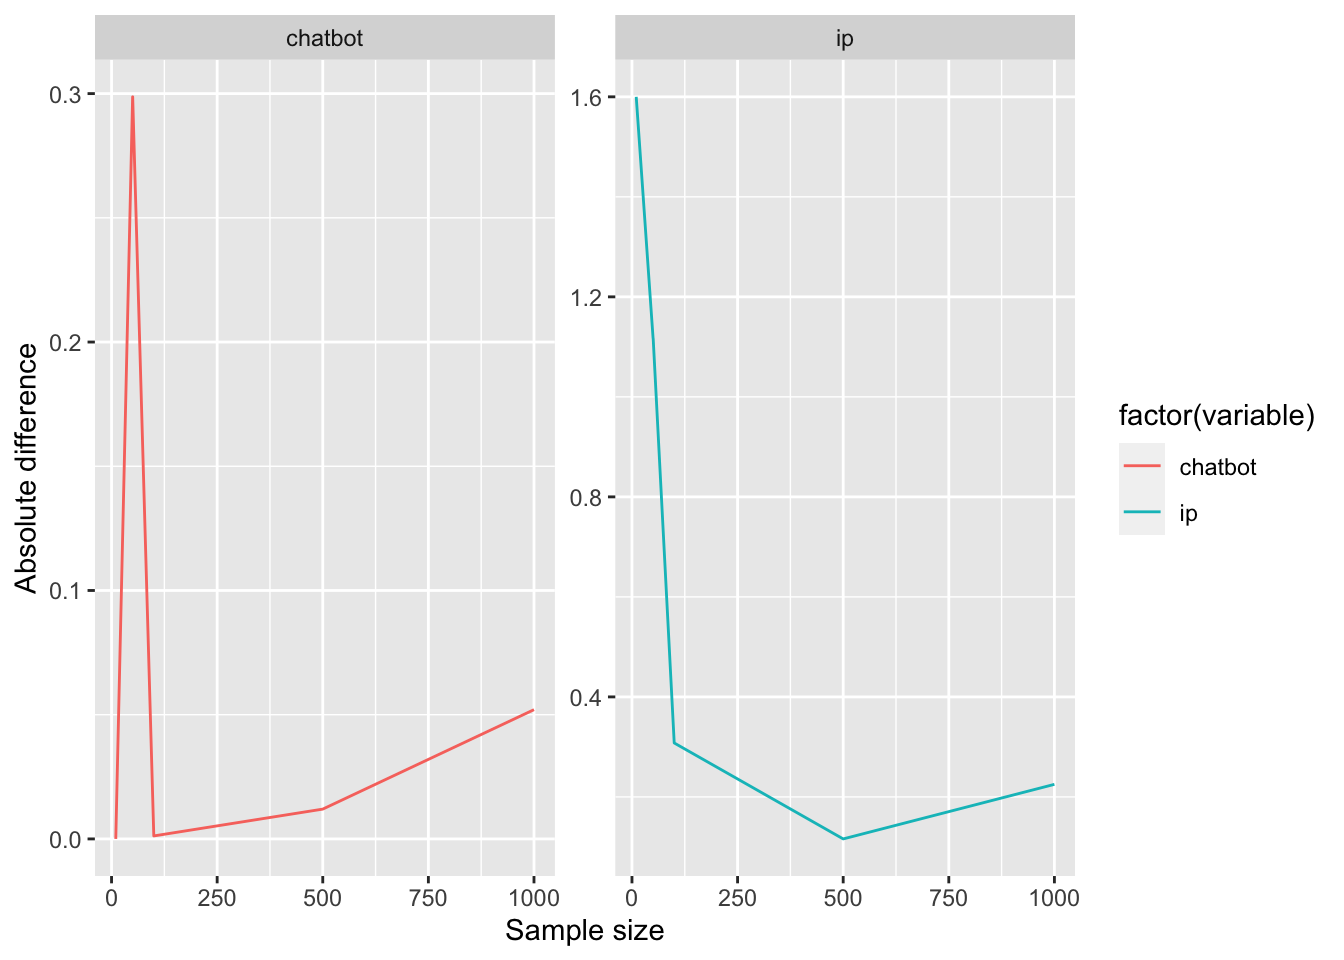 chatbot
ip
0.3
0.2
0.1
0.0
1.6
1.2
0.8
0.4
Absolute difference
0 250 500 750 1000
0 250 500 750 1000
Sample size
factor(variable)
chatbot
ip